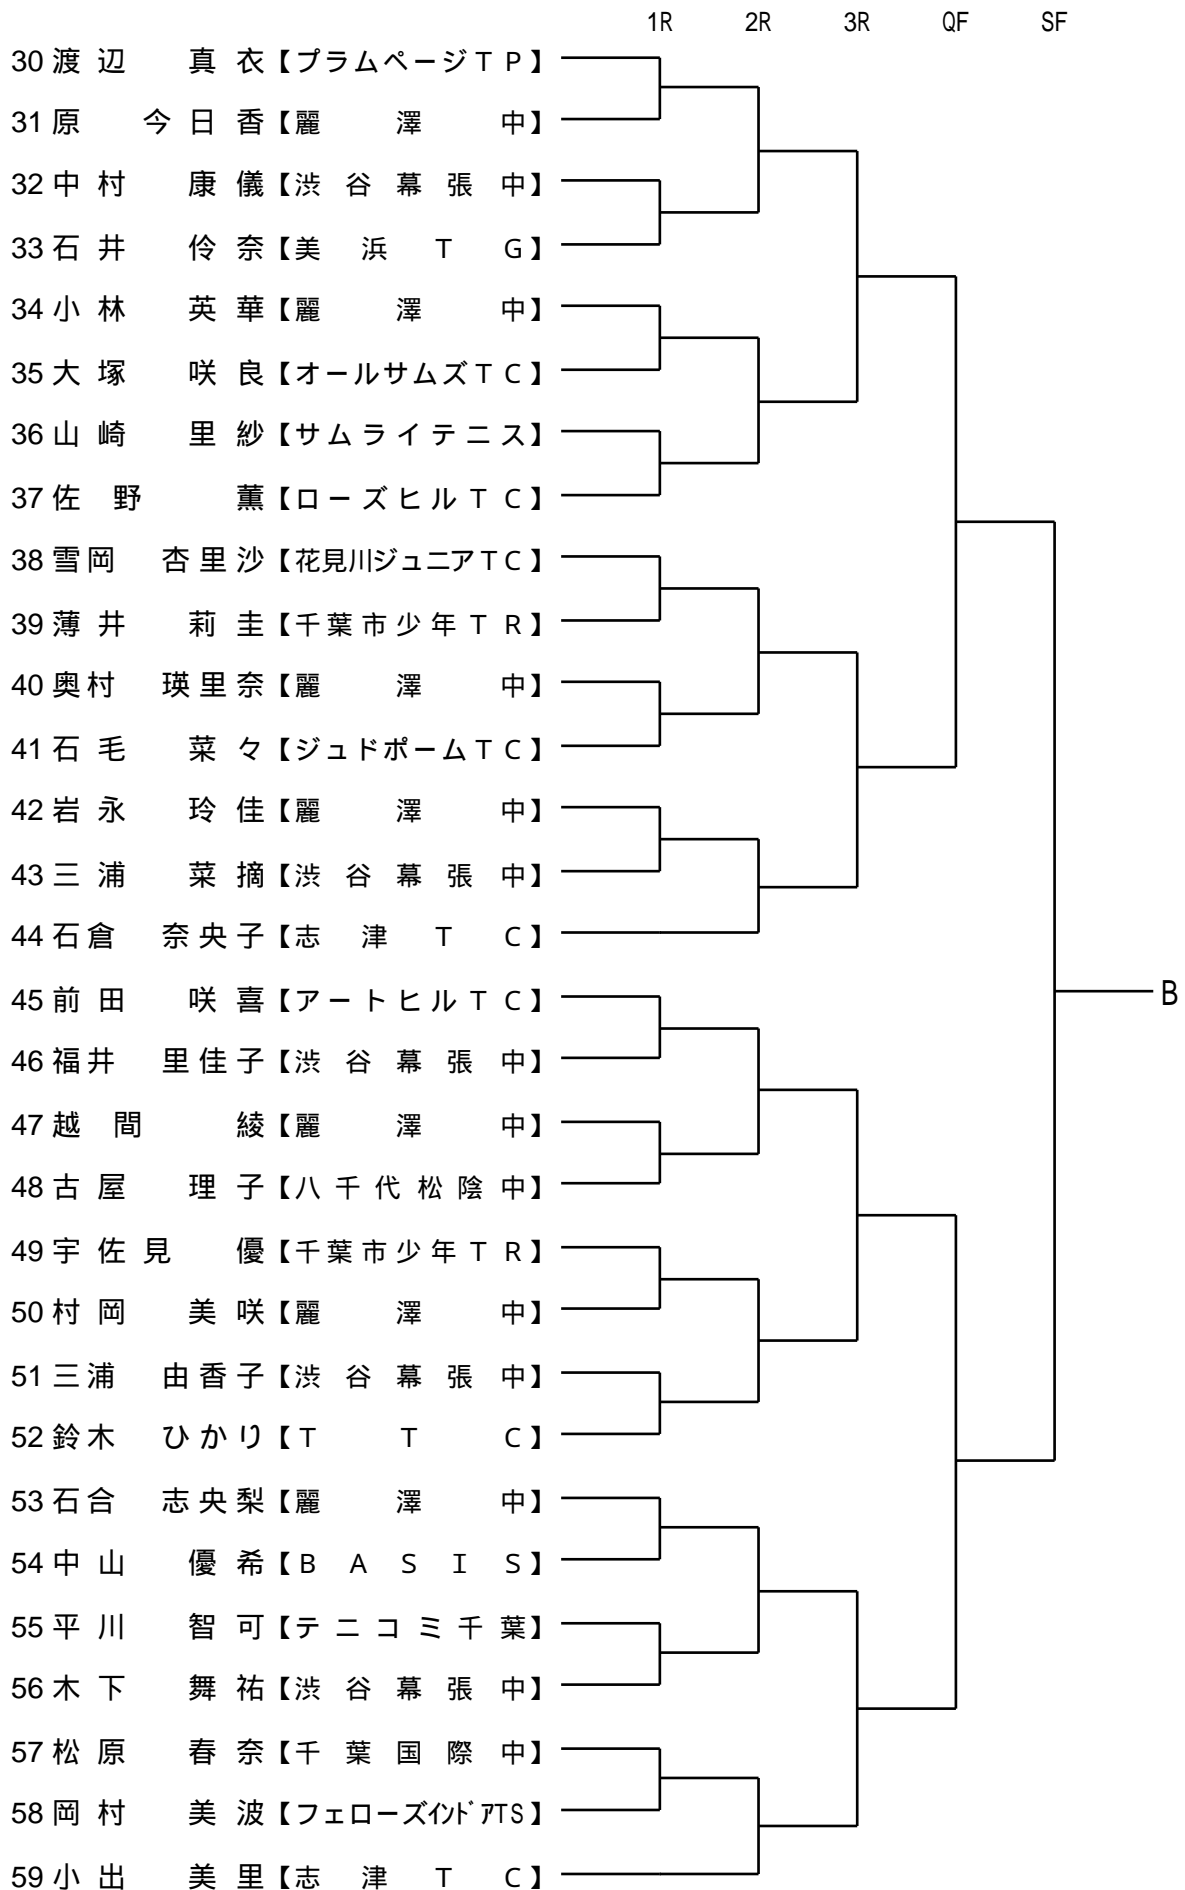 1R 2R 3R QF SF
30 渡辺 真衣【プラムページTP】
31 原 今日香【麗澤中】
32 中村 康儀【渋谷幕張中】
33 石井 伶奈【美浜TG】
34 小林 英華【麗澤中】
35 大塚 咲良【オールサムズTC】
36 山崎 里紗【サムライテニス】
37 佐野 薫【ローズヒルTC】
38 雪岡 杏里沙【花見川ジュニアTC】
39 薄井 莉圭【千葉市少年TR】
40 奥村 瑛里奈【麗澤中】
41 石毛 菜々【ジュドポームTC】
42 岩永 玲佳【麗澤中】
43 三浦 菜摘【渋谷幕張中】
44 石倉 奈央子【志津TC】
45 前田 咲喜【アートヒルTC】
B
46 福井 里佳子【渋谷幕張中】
47 越間 綾【麗澤中】
48 古屋 理子【八千代松陰中】
49 宇佐見 優【千葉市少年TR】
50 村岡 美咲【麗澤中】
51 三浦 由香子【渋谷幕張中】
52 鈴木 ひかり【TTC】
53 石合 志央梨【麗澤中】
54 中山 優希【BASIS】
55 平川 智可【テニコミ千葉】
56 木下 舞祐【渋谷幕張中】
57 松原 春奈【千葉国際中】
58 岡村 美波【フェローズインドアTS】
59 小出 美里【志津TC】